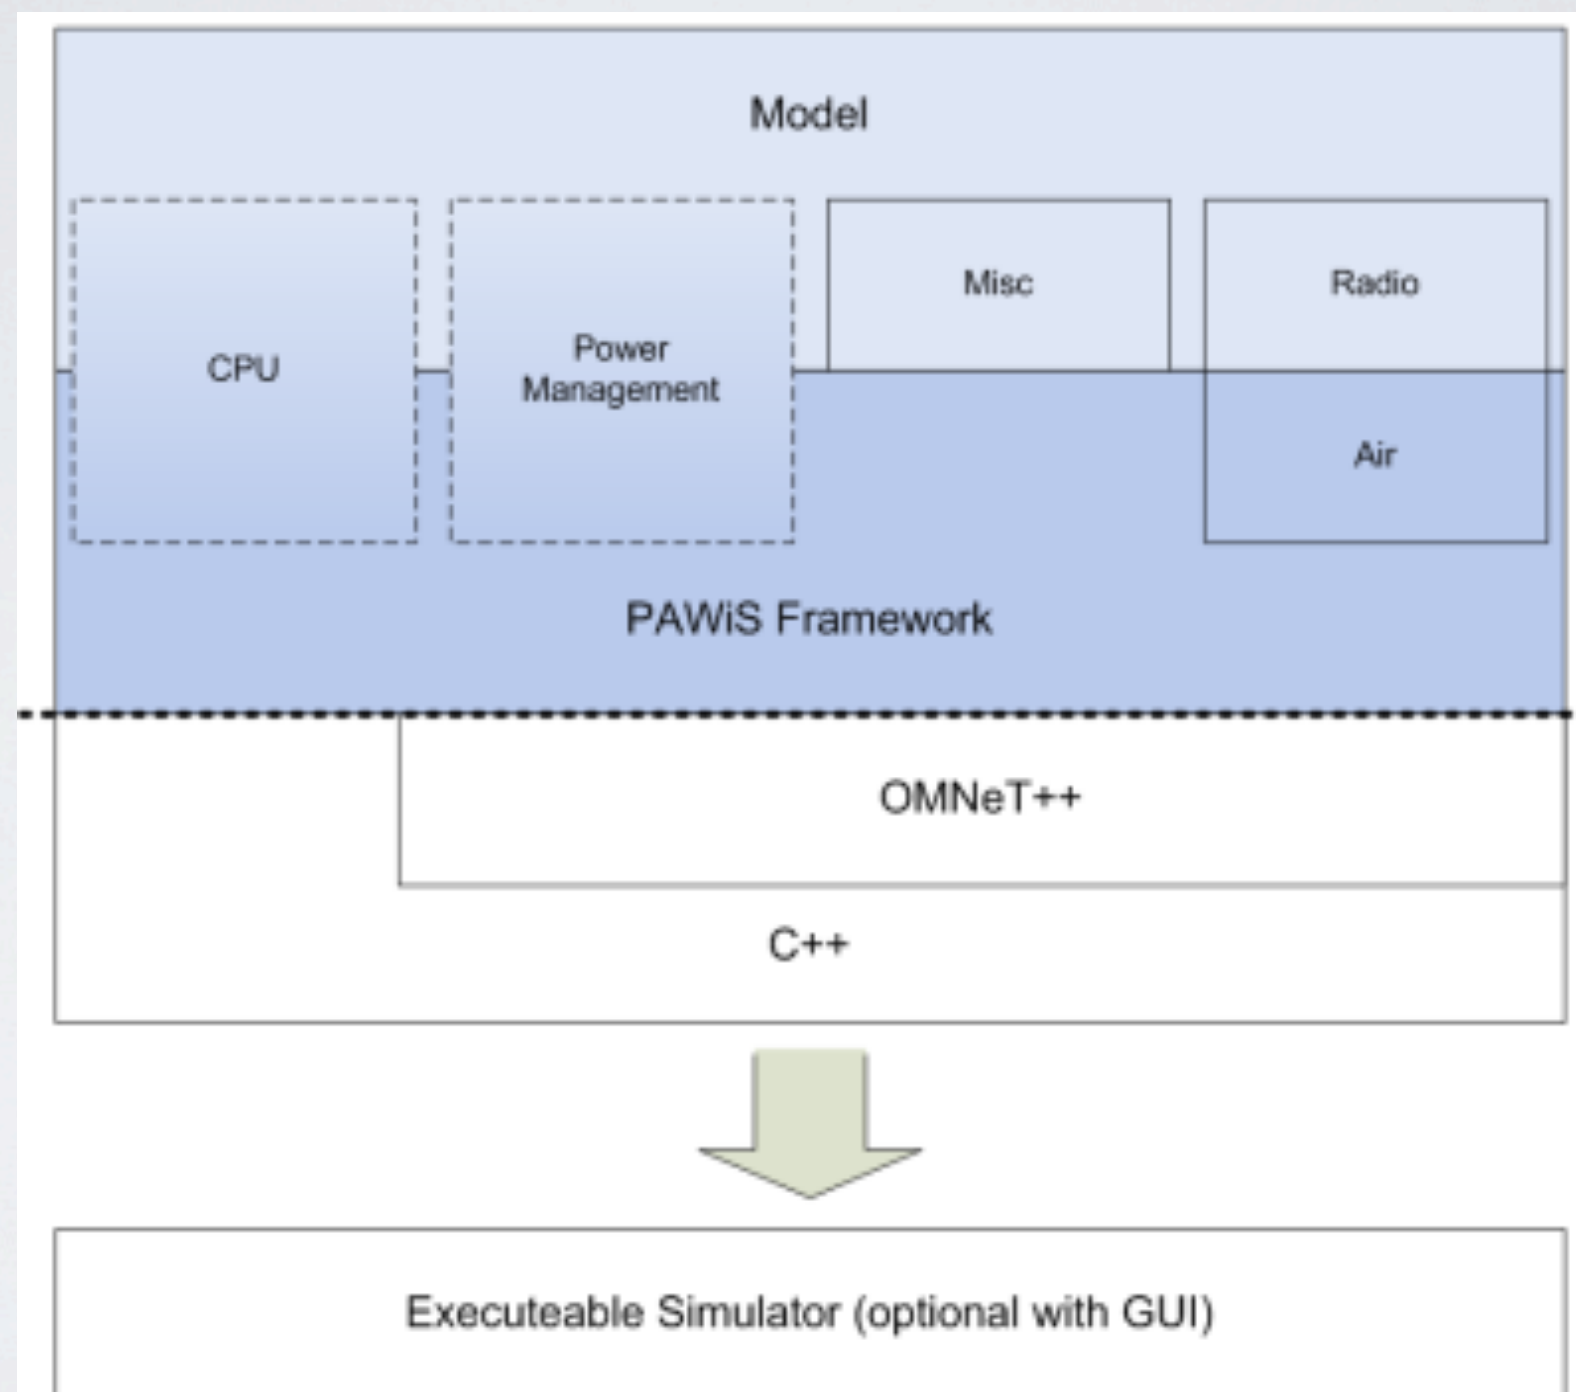 Model
Misc
Radio
CPU
Power
Management
Air
PAWiS Framework
OMNeT++
C++
Executeable Simulator (optional with GUI)